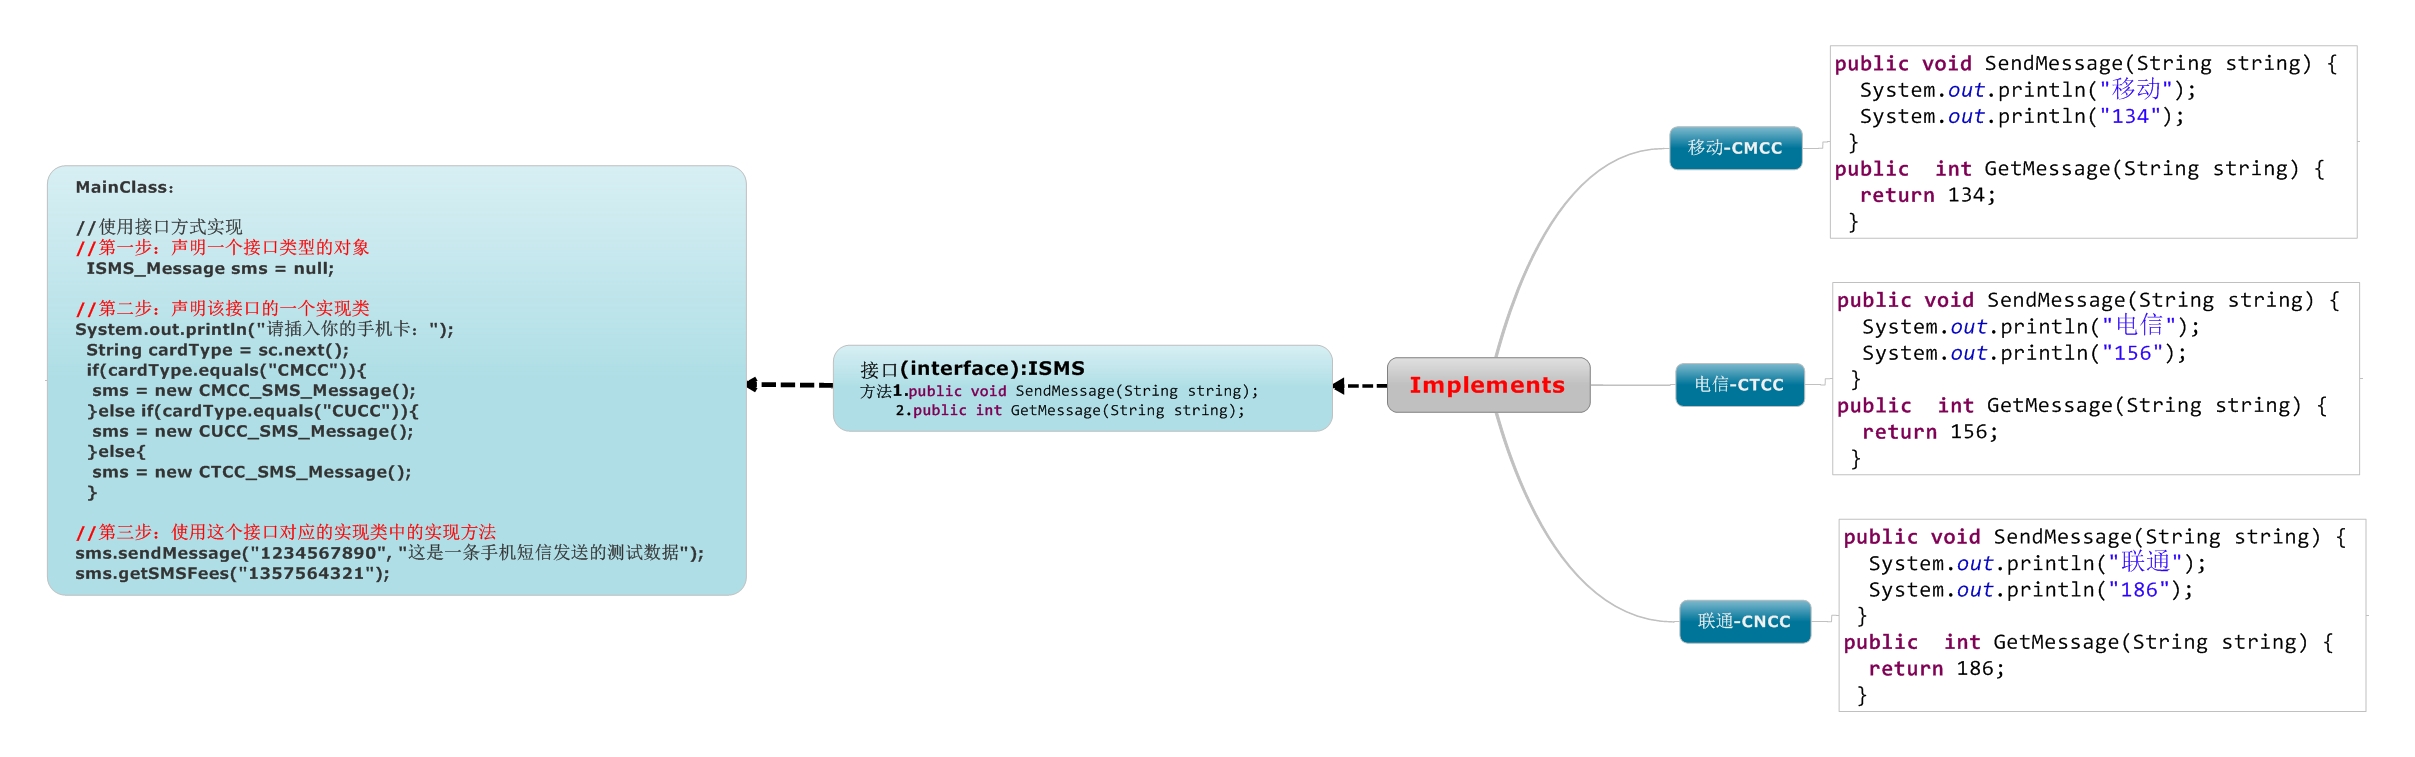 MainClass:
//使用接口方式实现
//第一步：声明一个接口类型的对象
ISMS_Message sms = null;
//第二步：声明该接口的一个实现类
System.out.println("请插入你的手机卡：");
String cardType = sc.next();
if(cardType.equals("CMCC")){
sms = new CMCC_SMS_Message();
}else if(cardType.equals("CUCC")){
sms = new CUCC_SMS_Message();
}else{
sms = new CTCC_SMS_Message();
}
//第三步：使用这个接口对应的实现类中的实现方法
sms.sendMessage("1234567890", "这是一条手机短信发送的测试数据");
sms.getSMSFees("1357564321");
接口(interface):ISMS
方法1.public void SendMessage(String string);
2.public int GetMessage(String string);
Implements
移动-CMCC
public void SendMessage(String string) {
System.out.println("移动");
System.out.println("134");
}
public  int GetMessage(String string) {
return 134;
}
电信-CTCC
public void SendMessage(String string) {
System.out.println("电信");
System.out.println("156");
}
public  int GetMessage(String string) {
return 156;
}
联通-CNCC
public void SendMessage(String string) {
System.out.println("联通");
System.out.println("186");
}
public  int GetMessage(String string) {
return 186;
}